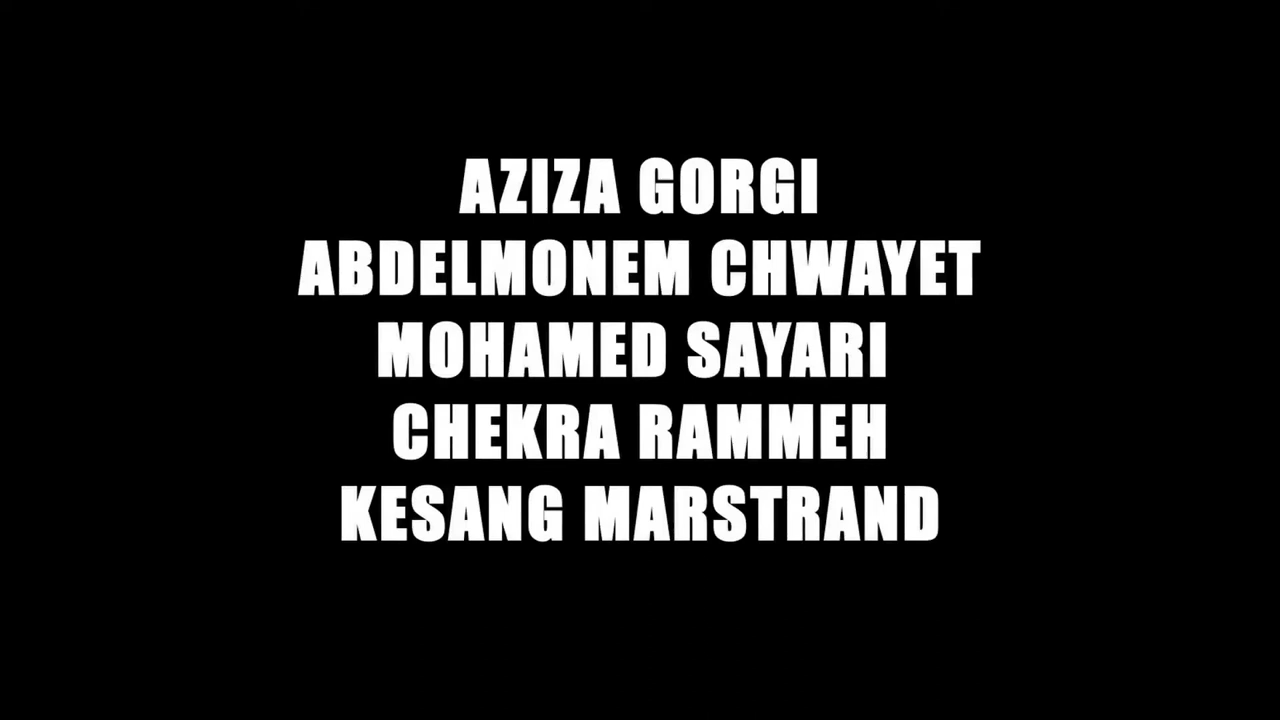 AZIZA GORGI
ABDELMONEM CHWAYET
MOHAMED SAYARI
CHEKRA RAMMEH
KESANG MARSTRAND